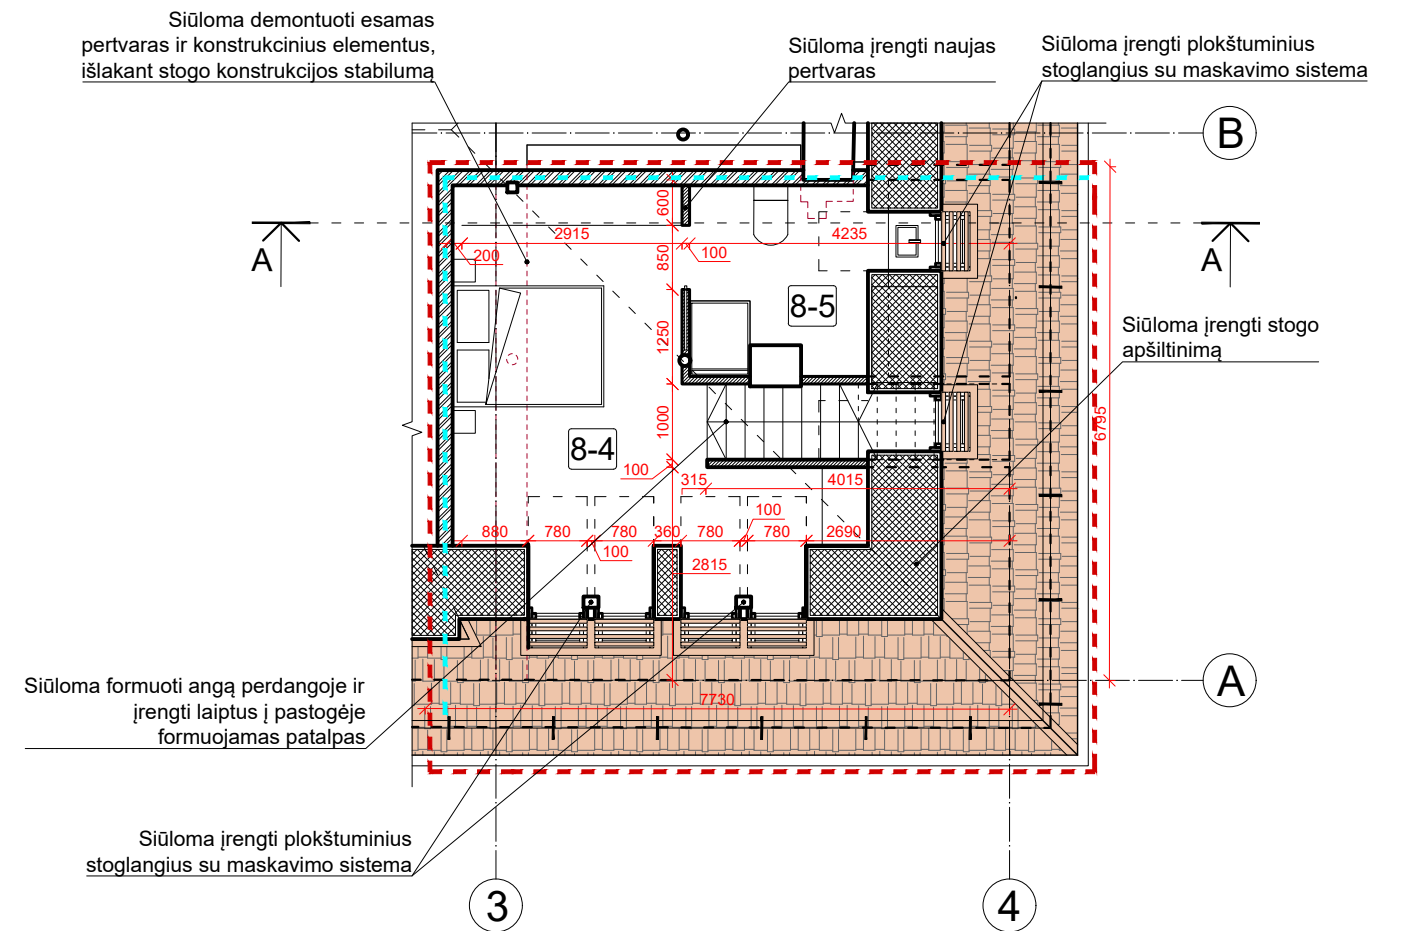 Siūloma demontuoti esamas
pertvaras ir konstrukcinius elementus,
išlakant stogo konstrukcijos stabilumą
Siūloma įrengti naujas
pertvaras
Siūloma įrengti plokštuminius
stoglangius su maskavimo sistema
B
A
A
600
2915
4235
200
850
100
8-5
1250
Siūloma įrengti stogo
apšiltinimą
1000
6795
8-4
100
315
4015
100
880
780
780
360
780
780
2690
100
2815
Siūloma formuoti angą perdangoje ir
įrengti laiptus į pastogėje
formuojamas patalpas
A
7730
Siūloma įrengti plokštuminius
stoglangius su maskavimo sistema
3
4